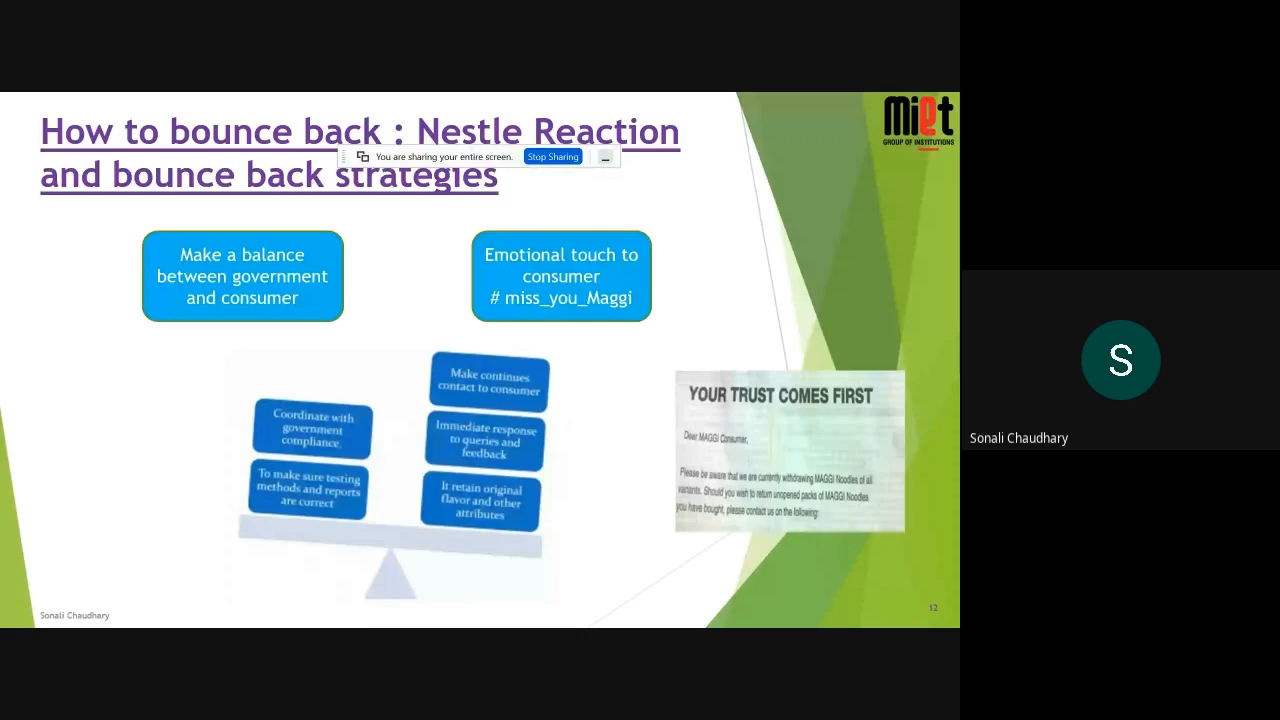 How to bounce back : Nestle Reaction
and bounce back strategies
You are sharing your entire screen.
Stop Sharing
miet
GROUP OF INSTITUTIONS
Make a balance
between government
and consumer
Emotional touch to
consumer
# miss_you_Maggi
Coordinate with
government
compliance.
To make sure testing
methods and reports
are correct
Make continues
contact to consumer
Immediate response
to queries and
feedback
It retain original
flavor and other
attributes
YOUR TRUST COMES FIRST
Dear MAGGI Consumer,
Please be aware that we are currently withdrawing MAGGI Noodles of all
variants. Should you wish to return unopened packs of MAGGI Noodles
you have bought, please contact us on the following:
Sonali Chaudhary
12
S
Sonali Chaudhary